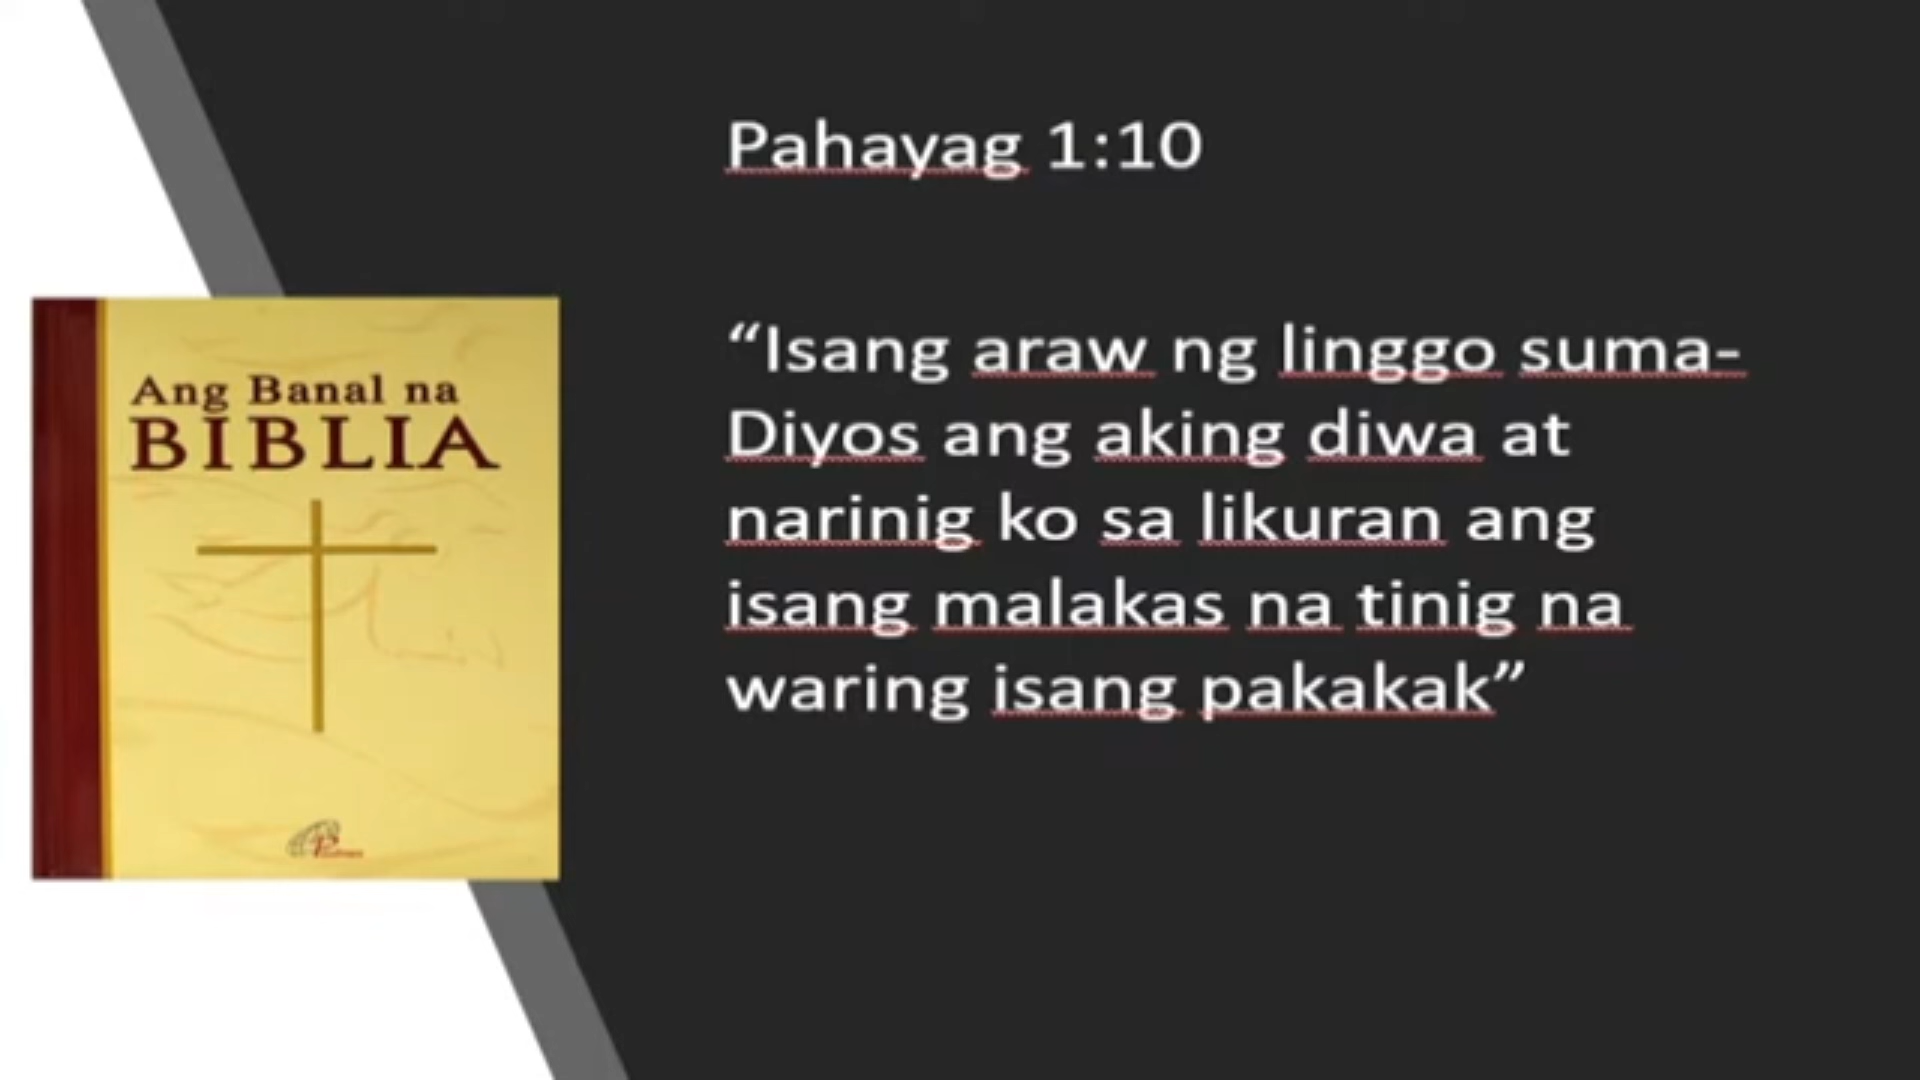 Pahayag 1:10
“Isang araw ng linggo suma-
Diyos ang aking diwa at
narinig ko sa likuran ang
isang malakas na tinig na
waring isang pakakak”
Ang Banal na
BIBLIA